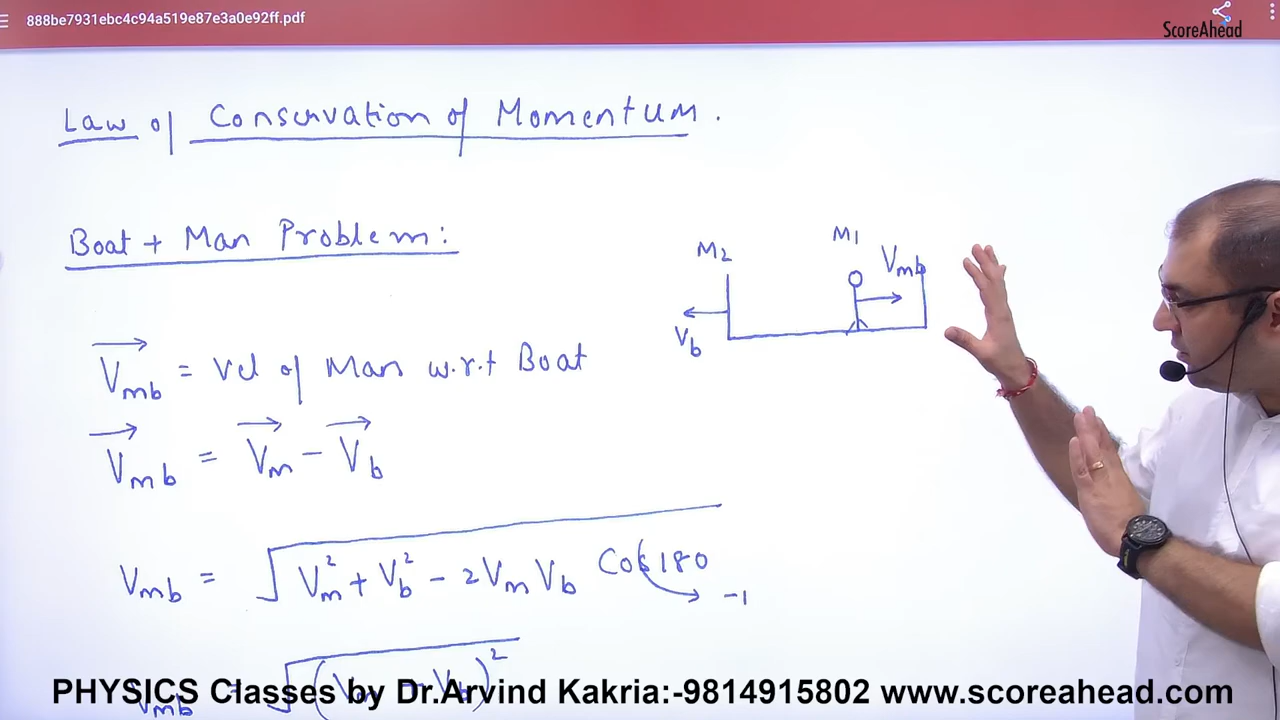 888be7931ebc4c94a519e87e3a0e92ff.pdf
ScoreAhead
Law of Conservation of Momentum.
Boat + Man Problem:
M2
M1
Vmb
Vb
Vmb = Vel of Man w.r.t Boat
Vmb = Vm - Vb
Vmb = √Vm² + Vb² - 2VmVb Cos180
-1
PHYSICS Classes by Dr.Arvind Kakria:-9814915802 www.scoreahead.com